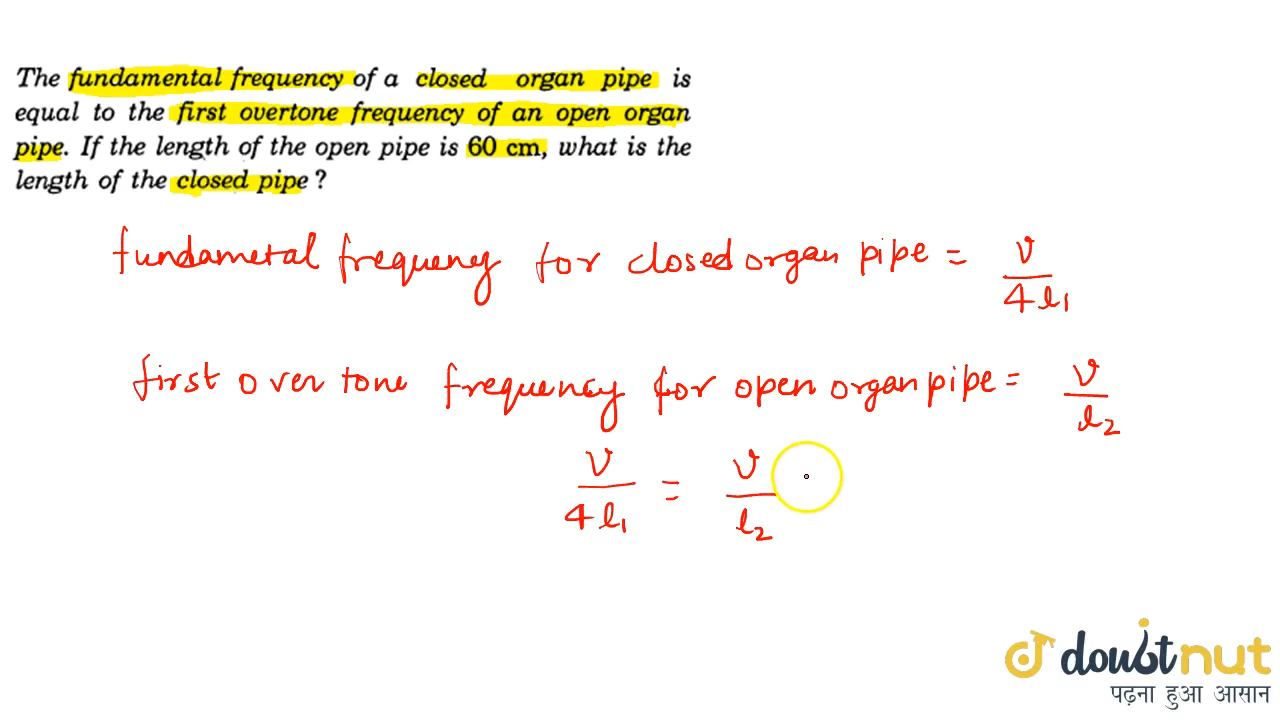 The fundamental frequency of a closed organ pipe is
equal to the first overtone frequency of an open organ
pipe. If the length of the open pipe is 60 cm, what is the
length of the closed pipe ?
fundametal frequency for closed organ pipe = v/4l₁
first over tone frequency for open organ pipe = v/l₂
v/4l₁ = v/l₂
doubtnut
पढ़ना हुआ आसान